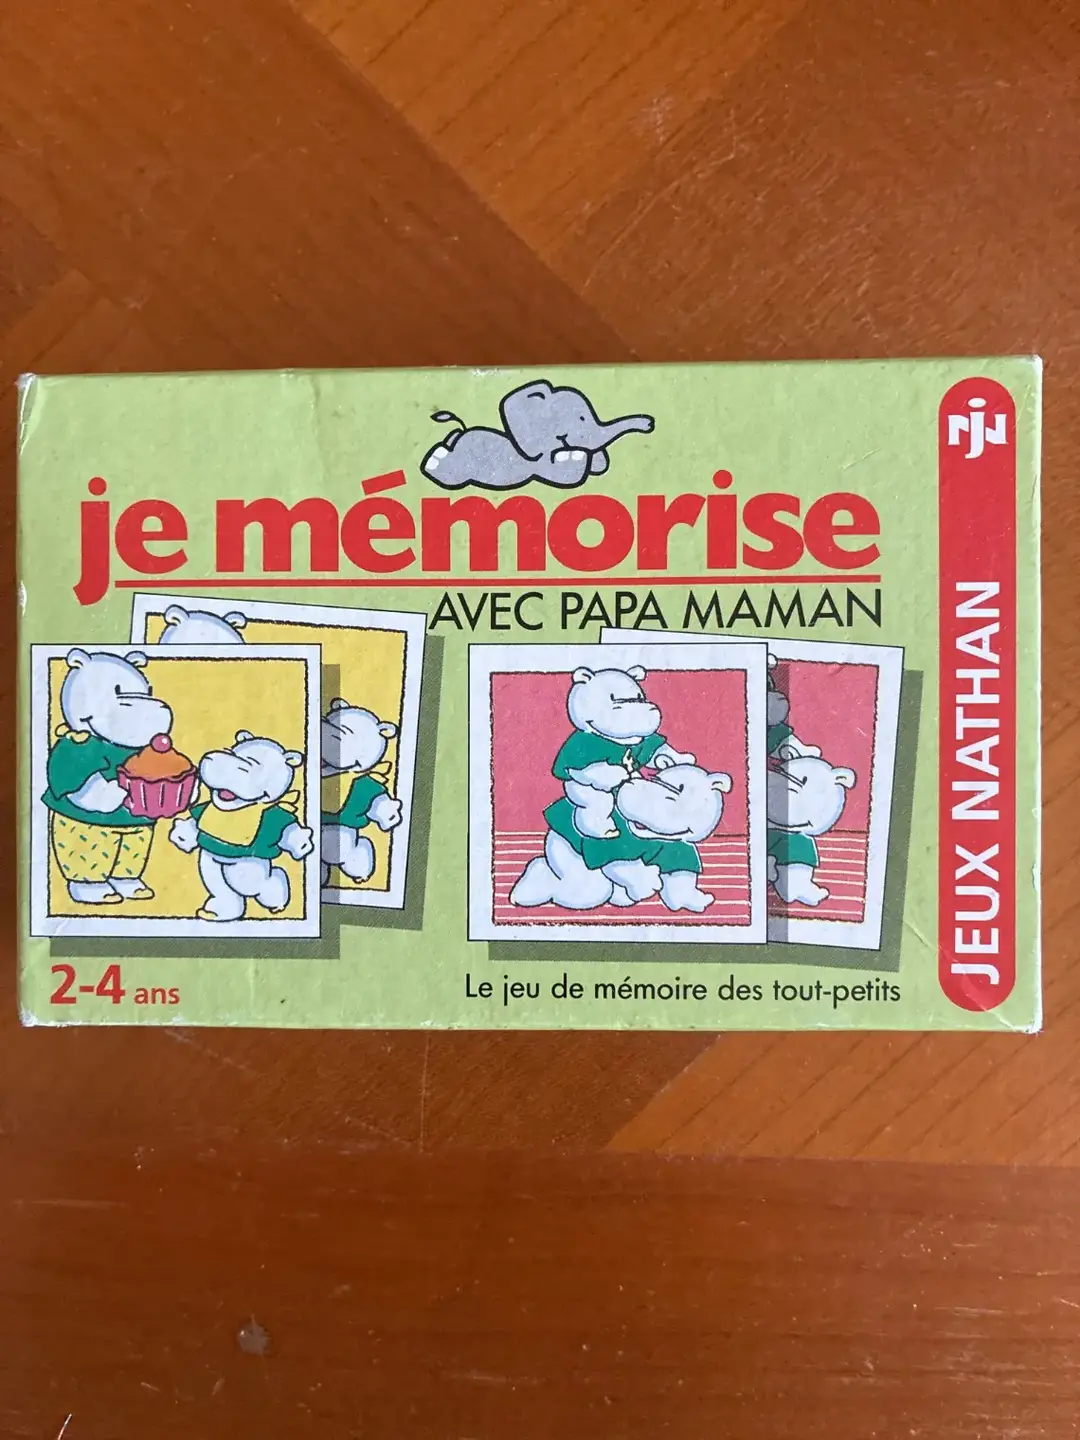 je mémorise
AVEC PAPA MAMAN
2-4 ans
Le jeu de mémoire des tout-petits
JEUX NATHAN